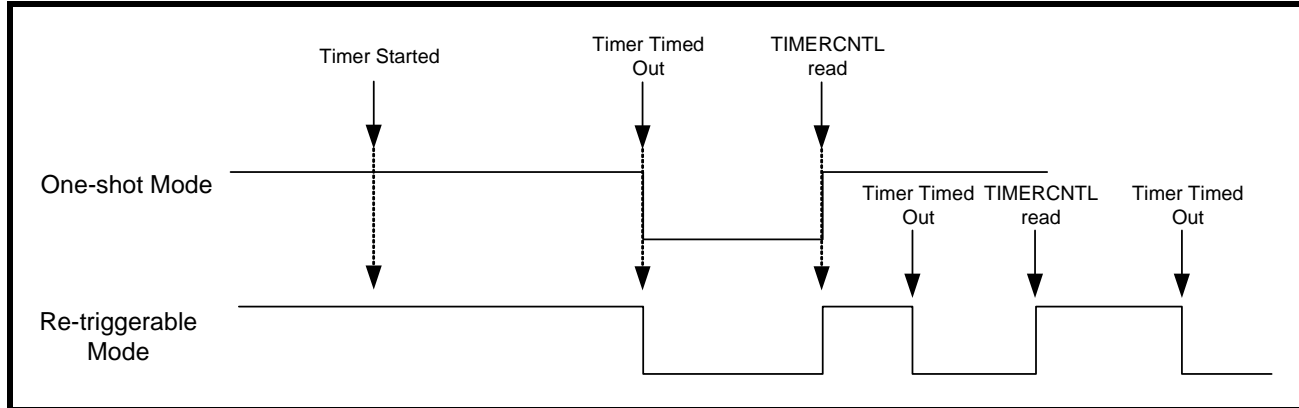 Timer Started
Timer Timed
Out
TIMERCNTL
read
One-shot Mode
Timer Timed
Out
TIMERCNTL
read
Timer Timed
Out
Re-triggerable
Mode